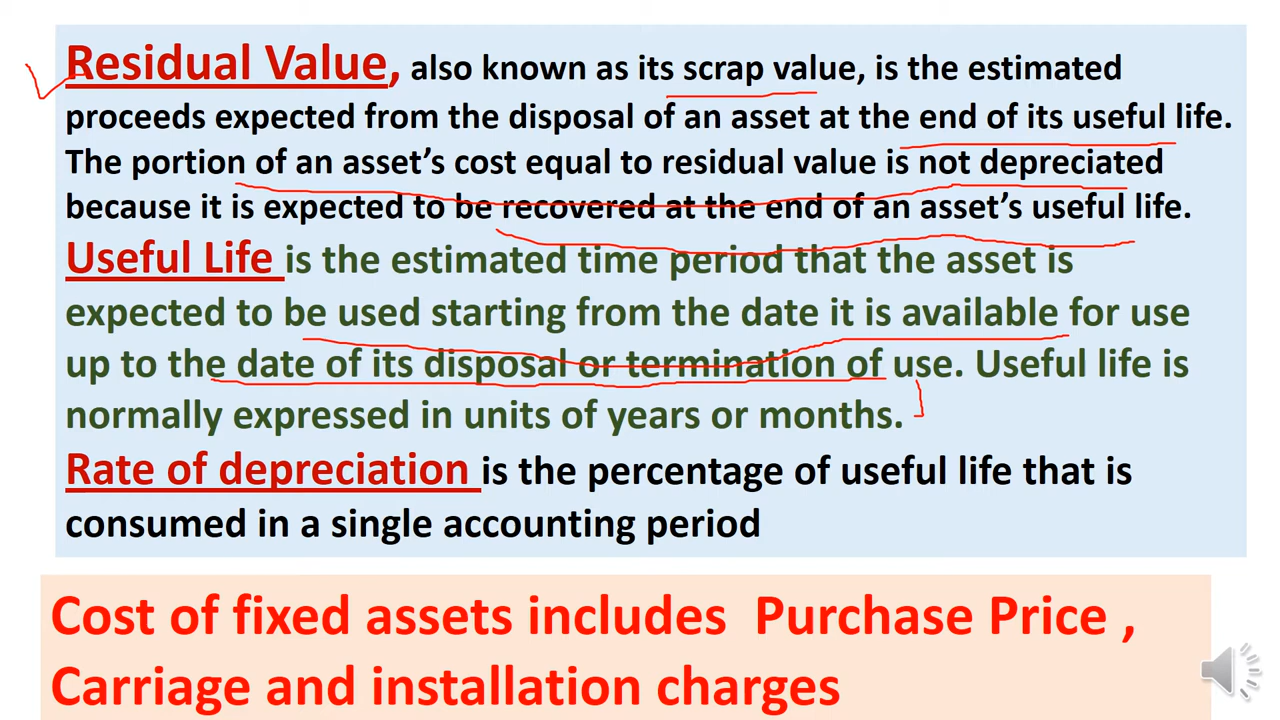 Residual Value, also known as its scrap value, is the estimated
proceeds expected from the disposal of an asset at the end of its useful life.
The portion of an asset’s cost equal to residual value is not depreciated
because it is expected to be recovered at the end of an asset’s useful life.
Useful Life is the estimated time period that the asset is
expected to be used starting from the date it is available for use
up to the date of its disposal or termination of use. Useful life is
normally expressed in units of years or months.
Rate of depreciation is the percentage of useful life that is
consumed in a single accounting period
Cost of fixed assets includes Purchase Price ,
Carriage and installation charges